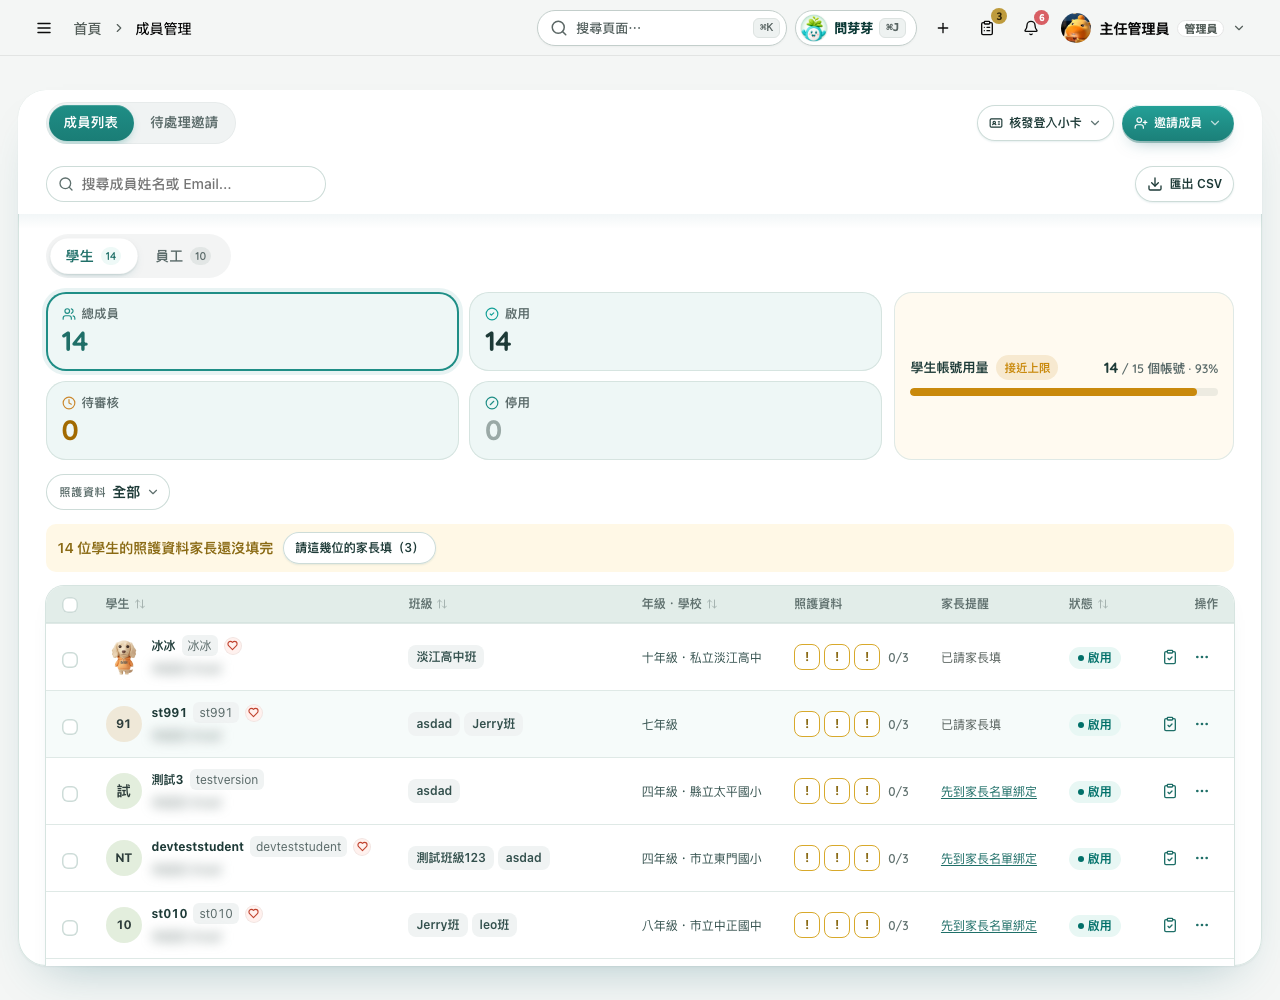 首頁 > 成員管理
搜尋頁面… ⌘K
問芽芽 ⌘J
3
6
主任管理員 管理員
成員列表 待處理邀請
核發登入小卡
邀請成員
搜尋成員姓名或 Email...
匯出 CSV
學生 14 員工 10
總成員
14
啟用
14
待審核
0
停用
0
學生帳號用量 接近上限 14 / 15 個帳號 · 93%
照護資料 全部
14 位學生的照護資料家長還沒填完 請這幾位的家長填（3）
學生 班級 年級 · 學校 照護資料 家長提醒 狀態 操作
冰冰 冰冰 淡江高中班 十年級 · 私立淡江高中 ! ! ! 0/3 已請家長填 啟用
91 st991 st991 asdad Jerry班 七年級 ! ! ! 0/3 已請家長填 啟用
試 測試3 testversion asdad 四年級 · 縣立太平國小 ! ! ! 0/3 先到家長名單綁定 啟用
NT devteststudent devteststudent 測試班級123 asdad 四年級 · 市立東門國小 ! ! ! 0/3 先到家長名單綁定 啟用
10 st010 st010 Jerry班 leo班 八年級 · 市立中正國中 ! ! ! 0/3 先到家長名單綁定 啟用